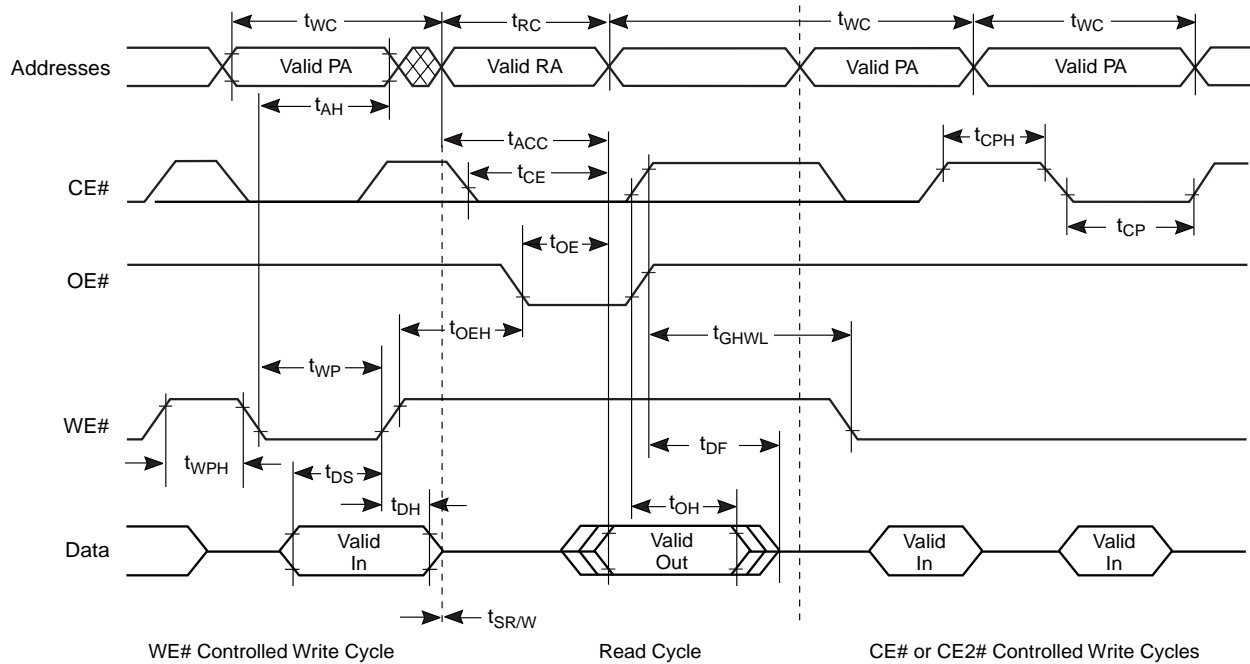 tWC tRC tWC tWC
Addresses Valid PA Valid RA Valid PA Valid PA
tAH
tACC tCPH
CE# tCE
tCP
tOE
OE#
tOEH tGHWL
tWP
WE#
tDF
tWPH tDS
tDH tOH
Data Valid In Valid Out Valid In Valid In
tSR/W
WE# Controlled Write Cycle Read Cycle CE# or CE2# Controlled Write Cycles